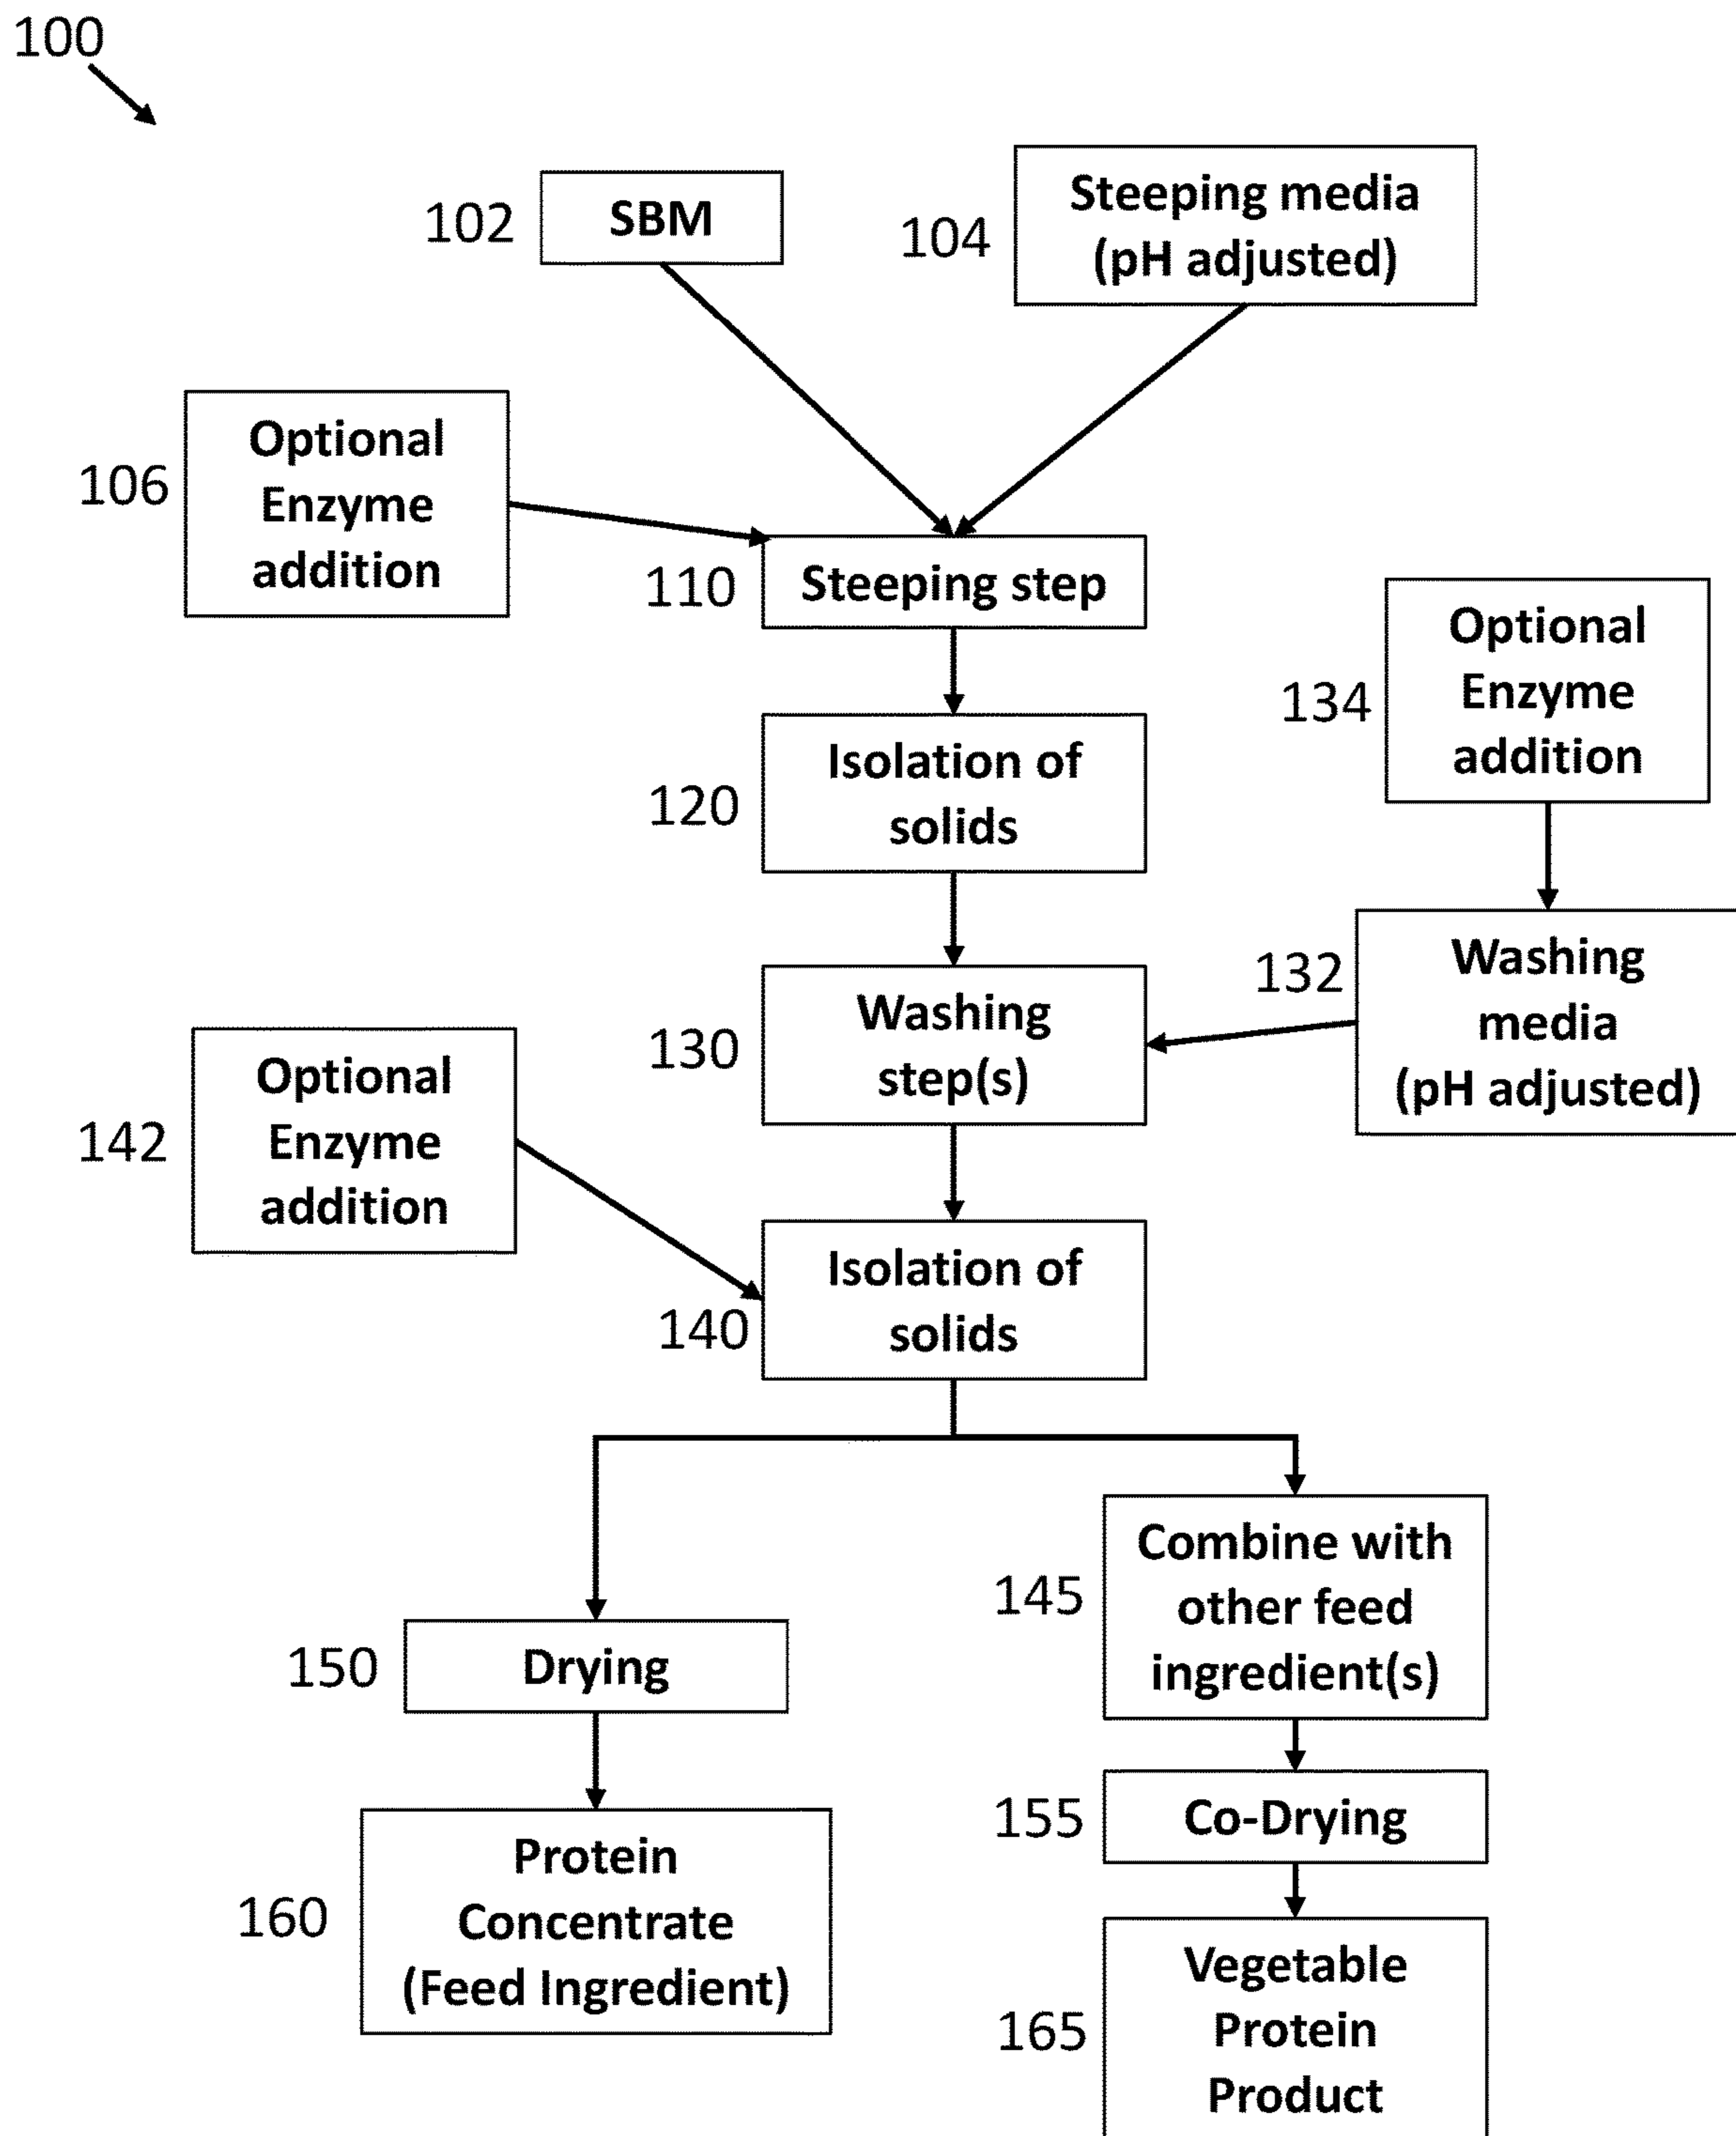 100
102
SBM
104
Steeping media
(pH adjusted)
106
Optional
Enzyme
addition
110
Steeping step
134
Optional
Enzyme
addition
120
Isolation of
solids
132
Washing
media
(pH adjusted)
130
Washing
step(s)
142
Optional
Enzyme
addition
140
Isolation of
solids
145
Combine with
other feed
ingredient(s)
150
Drying
155
Co-Drying
160
Protein
Concentrate
(Feed Ingredient)
165
Vegetable
Protein
Product